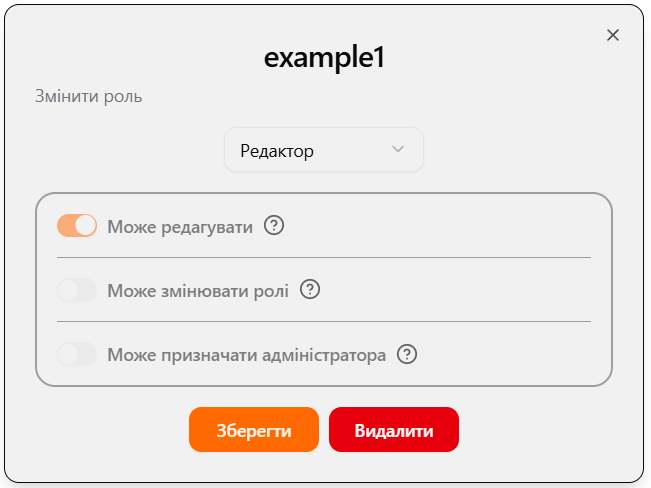 example1
Змінити роль
Редактор
Може редагувати ?
Може змінювати ролі ?
Може призначати адміністратора ?
Зберегти Видалити